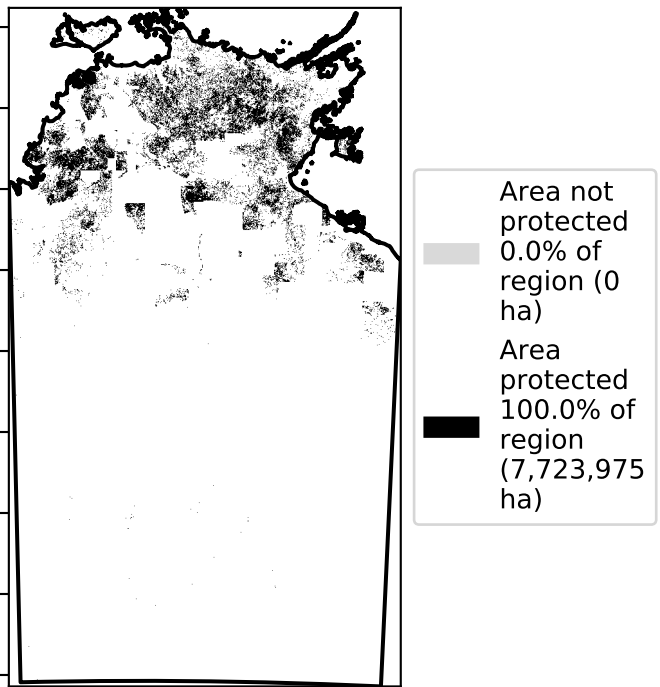 Area not
protected
0.0% of
region (0
ha)
Area
protected
100.0% of
region
(7,723,975
ha)